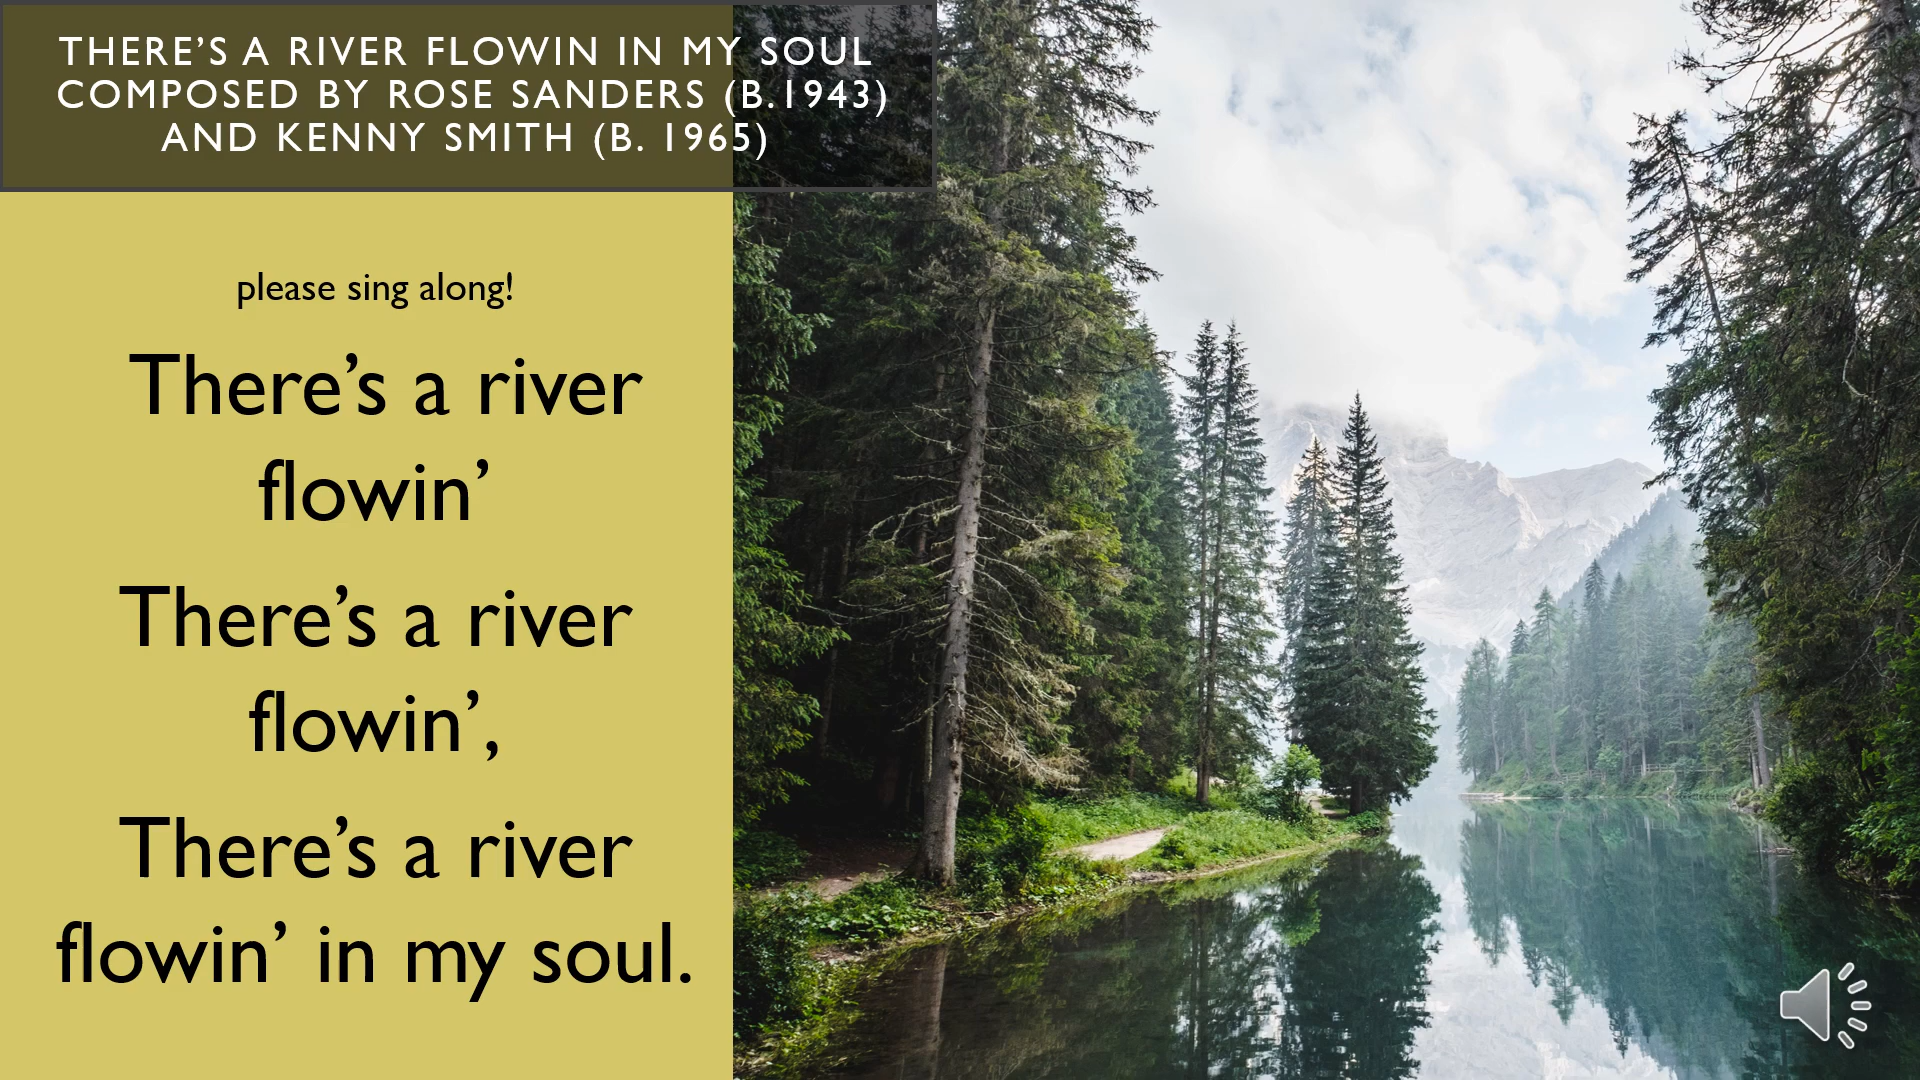 THERE’S A RIVER FLOWIN IN MY SOUL
COMPOSED BY ROSE SANDERS (B.1943)
AND KENNY SMITH (B. 1965)
please sing along!
There’s a river
flowin’
There’s a river
flowin’,
There’s a river
flowin’ in my soul.